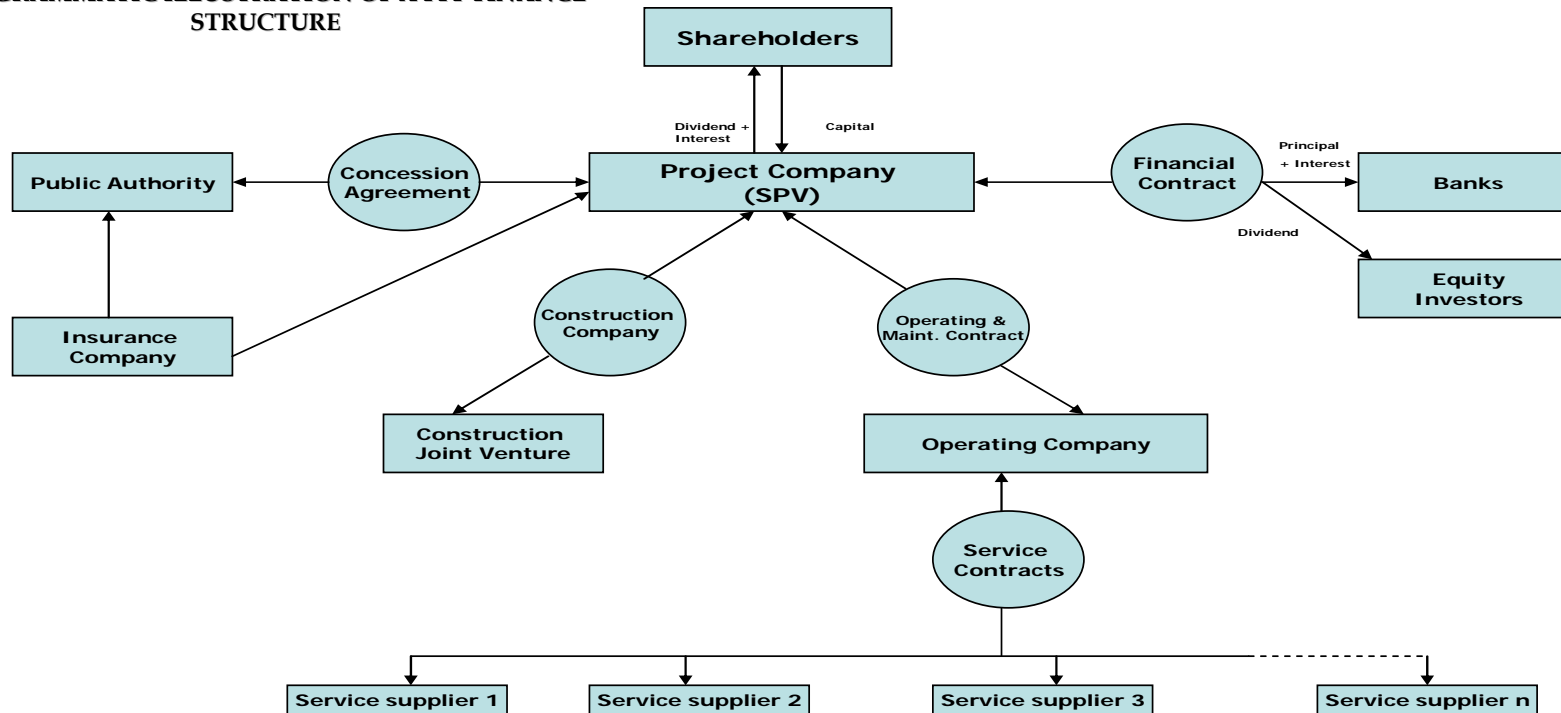 STRUCTURE
Shareholders
Dividend +
Interest
Capital
Public Authority
Concession
Agreement
Project Company
(SPV)
Financial
Contract
Principal
+ Interest
Banks
Dividend
Equity
Investors
Insurance
Company
Construction
Company
Operating &
Maint. Contract
Construction
Joint Venture
Operating Company
Service
Contracts
Service supplier 1
Service supplier 2
Service supplier 3
Service supplier n